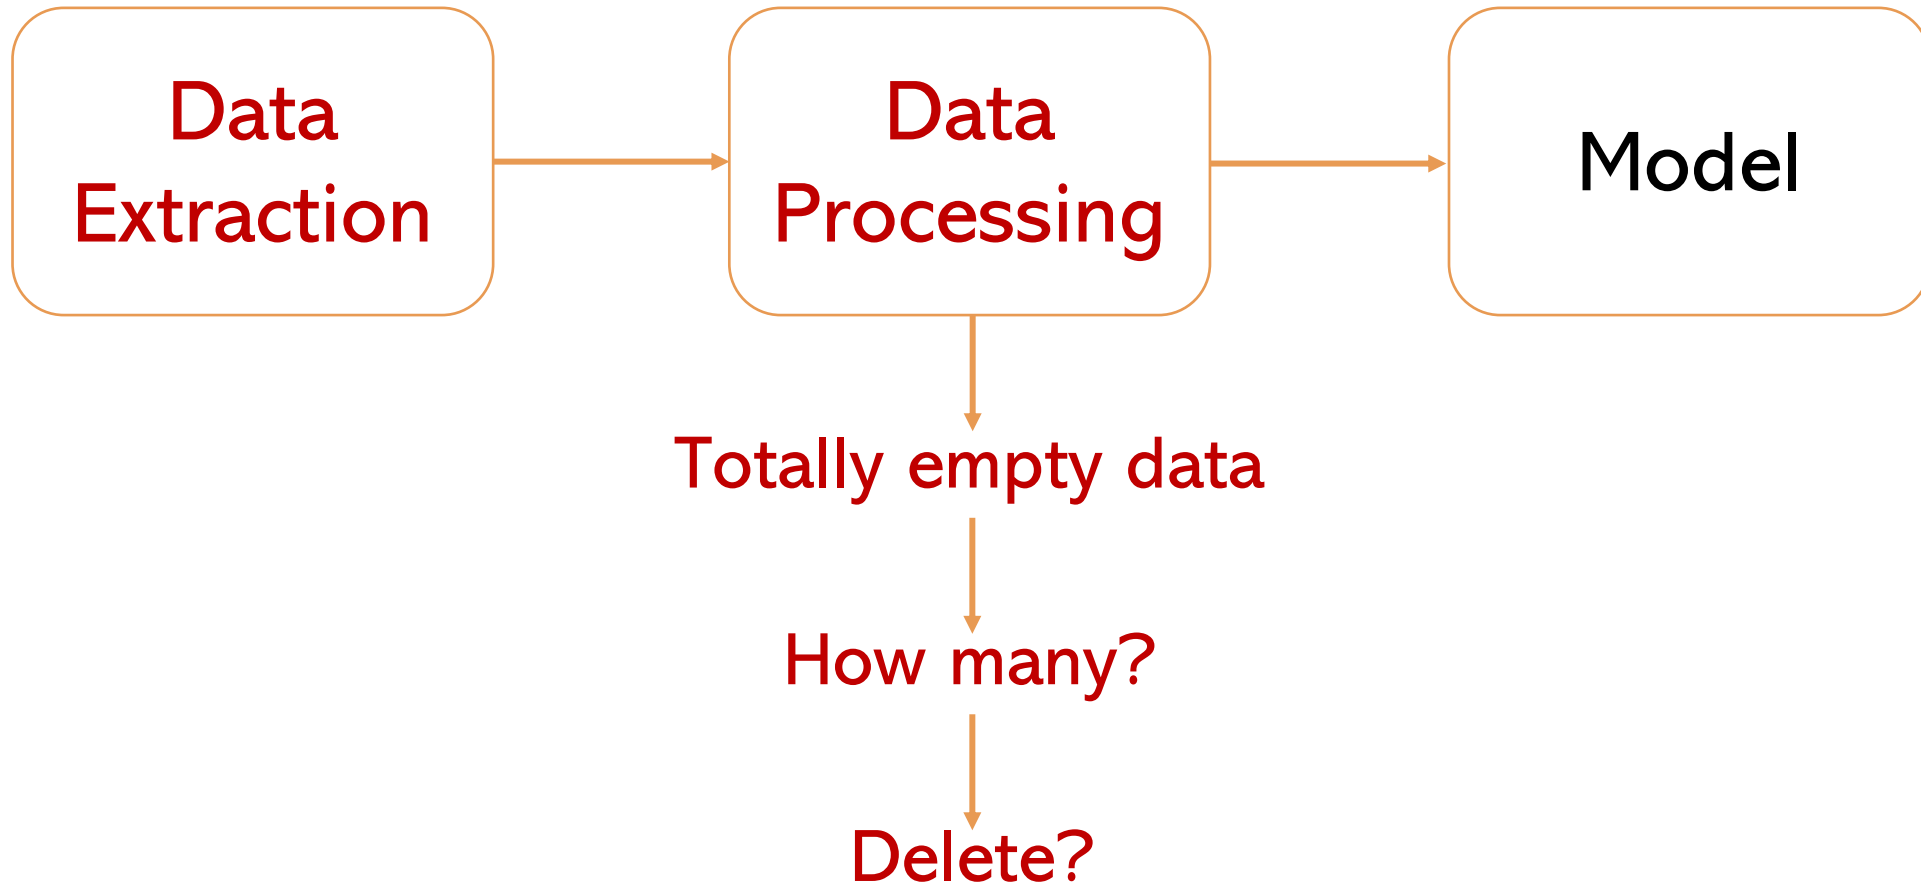 Data
Extraction
Data
Processing
Model
Totally empty data
How many?
Delete?